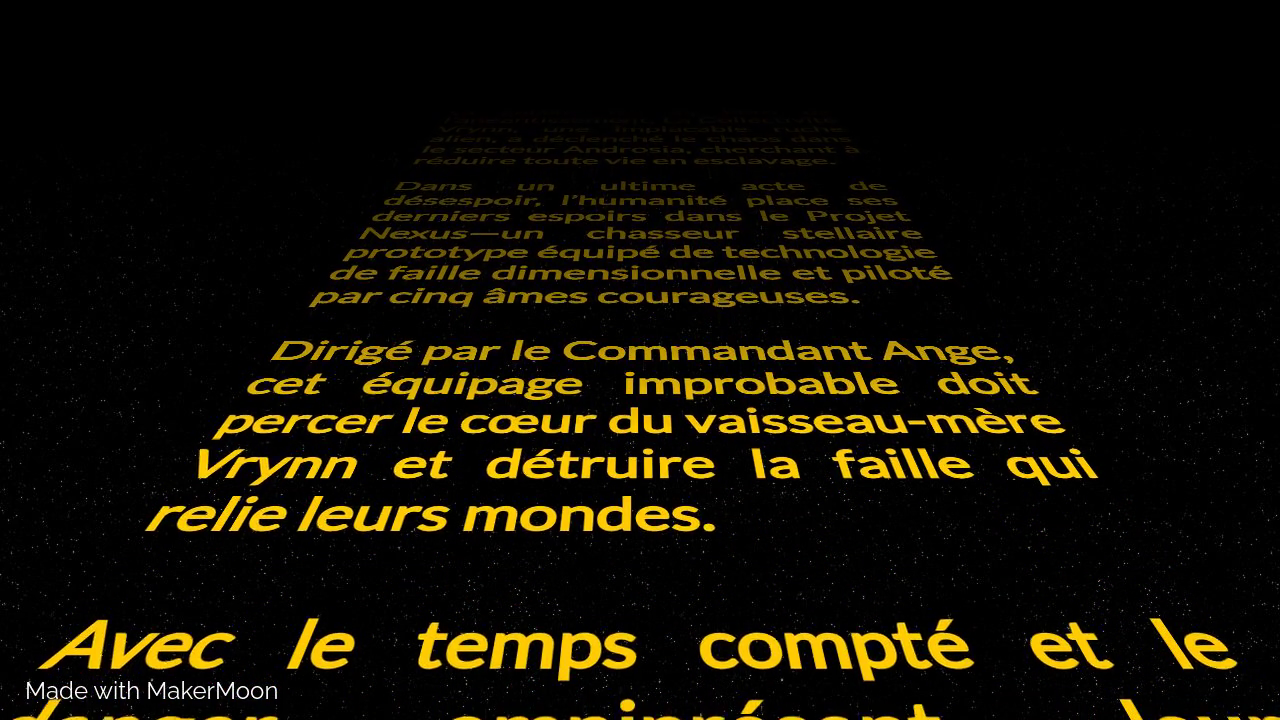 Vrynn, une implacable ruche
alien, a déclenché le chaos dans
le secteur Androsia, cherchant à
réduire toute vie en esclavage.
Dans un ultime acte de
désespoir, l'humanité place ses
derniers espoirs dans le Projet
Nexus—un chasseur stellaire
prototype équipé de technologie
de faille dimensionnelle et piloté
par cinq âmes courageuses.
Dirigé par le Commandant Ange,
cet équipage improbable doit
percer le cœur du vaisseau-mère
Vrynn et détruire la faille qui
relie leurs mondes.
Avec le temps compté et le
danger omniprésent, leur
Made with MakerMoon